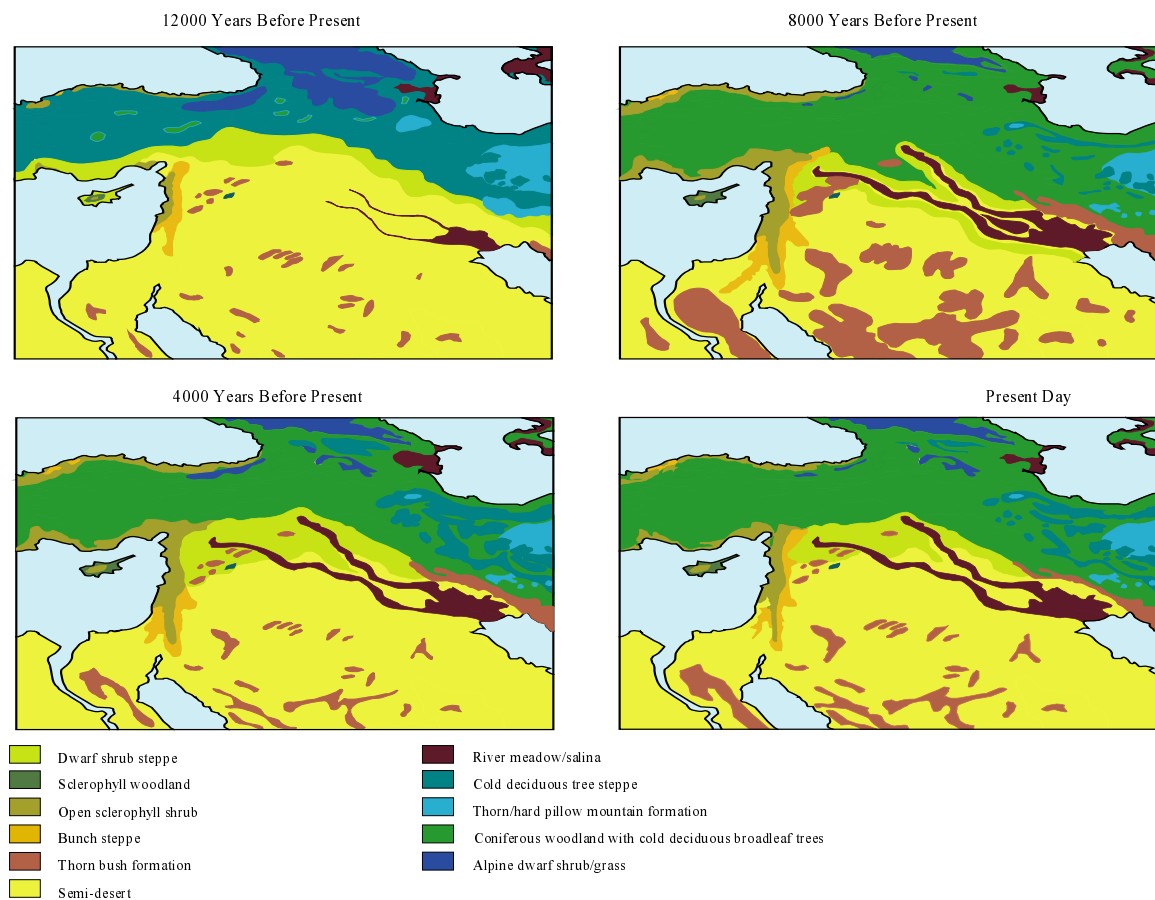 12000 Years Before Present
8000 Years Before Present
4000 Years Before Present
Present Day
Dwarf shrub steppe
Sclerophyll woodland
Open sclerophyll shrub
Bunch steppe
Thorn bush formation
Semi-desert
River meadow/salina
Cold deciduous tree steppe
Thorn/hard pillow mountain formation
Coniferous woodland with cold deciduous broadleaf trees
Alpine dwarf shrub/grass